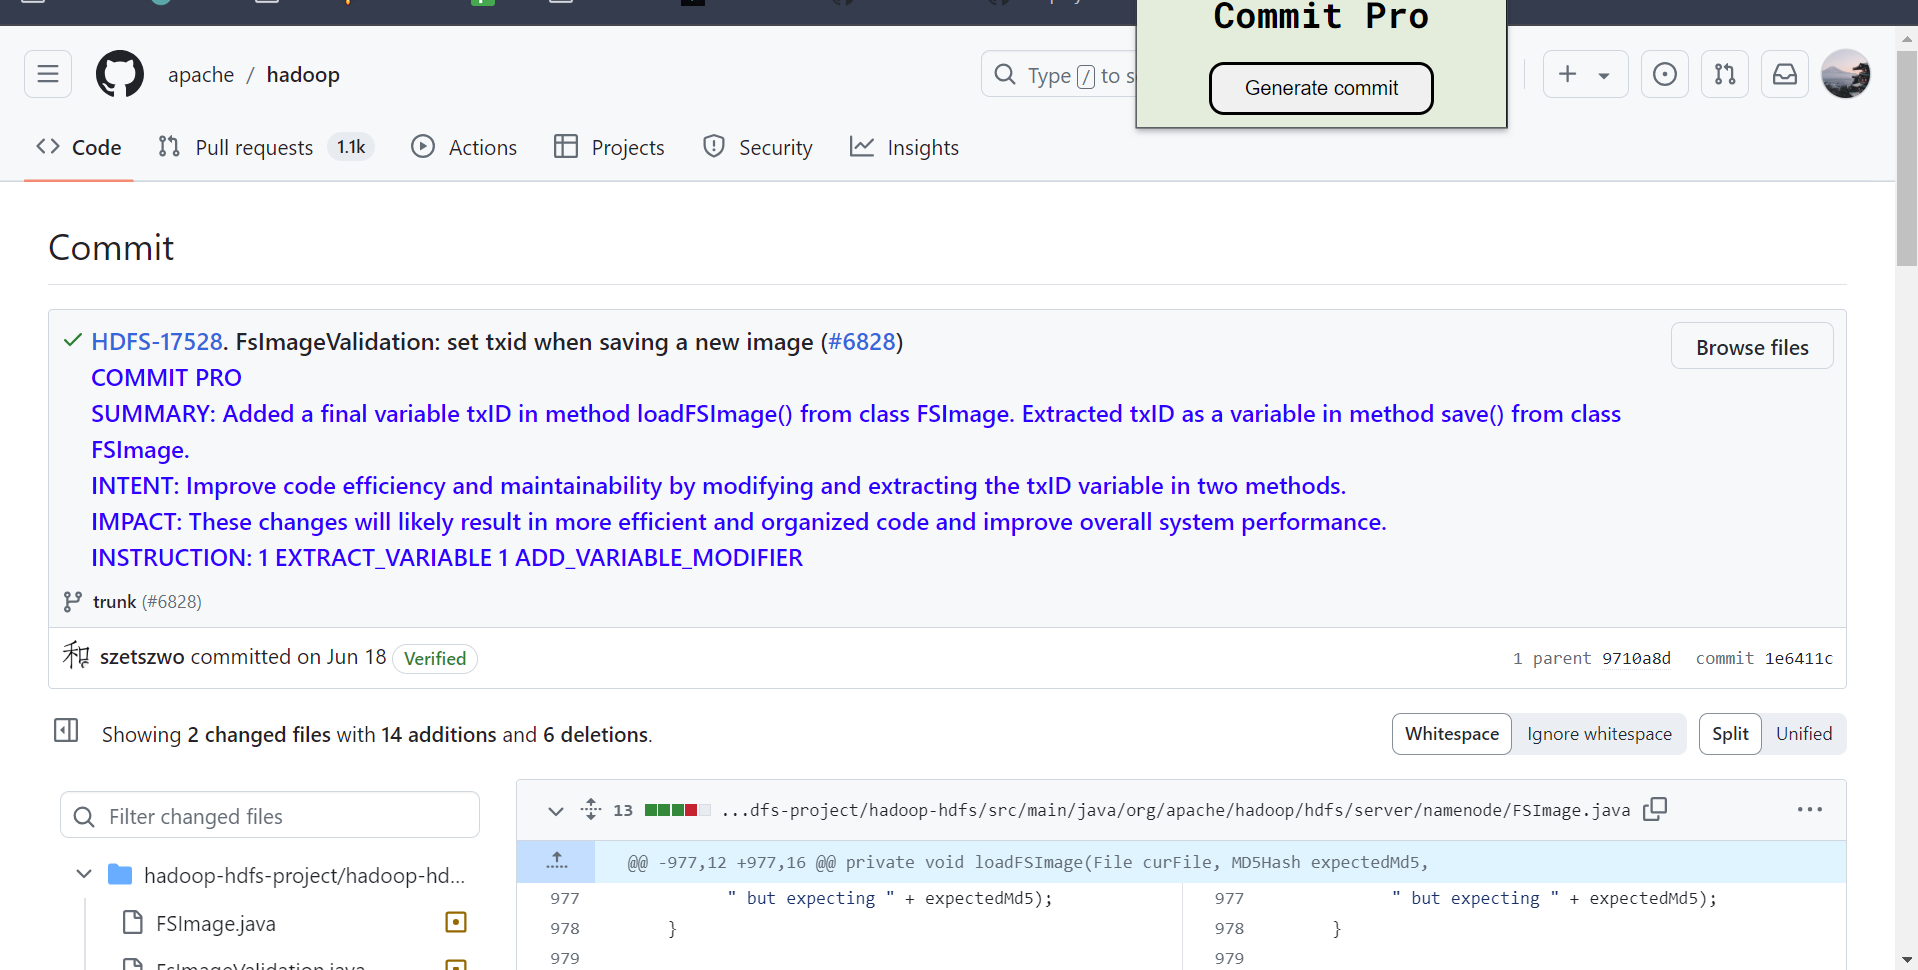 Commit Pro
Generate commit
apache / hadoop
Type / to s
Code
Pull requests 1.1k
Actions
Projects
Security
Insights
Commit
HDFS-17528. FsImageValidation: set txid when saving a new image (#6828)
Browse files
COMMIT PRO
SUMMARY: Added a final variable txID in method loadFSImage() from class FSImage. Extracted txID as a variable in method save() from class
FSImage.
INTENT: Improve code efficiency and maintainability by modifying and extracting the txID variable in two methods.
IMPACT: These changes will likely result in more efficient and organized code and improve overall system performance.
INSTRUCTION: 1 EXTRACT_VARIABLE 1 ADD_VARIABLE_MODIFIER
trunk (#6828)
和 szetszwo committed on Jun 18 Verified
1 parent 9710a8d commit 1e6411c
Showing 2 changed files with 14 additions and 6 deletions.
Whitespace Ignore whitespace Split Unified
Filter changed files
13 ...dfs-project/hadoop-hdfs/src/main/java/org/apache/hadoop/hdfs/server/namenode/FSImage.java
@@ -977,12 +977,16 @@ private void loadFSImage(File curFile, MD5Hash expectedMd5,
hadoop-hdfs-project/hadoop-hd...
977 " but expecting " + expectedMd5); 977 " but expecting " + expectedMd5);
FSImage.java
978 } 978 }
979 979
FsImageValidation.java